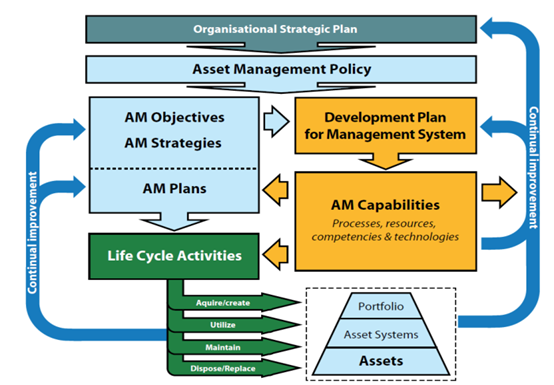 Organisational Strategic Plan
Asset Management Policy
AM Objectives
AM Strategies
AM Plans
Development Plan
for Management System
AM Capabilities
Processes, resources,
competencies & technologies
Life Cycle Activities
Aquire/create
Utilize
Maintain
Dispose/Replace
Portfolio
Asset Systems
Assets
Continual improvement
Continual improvement